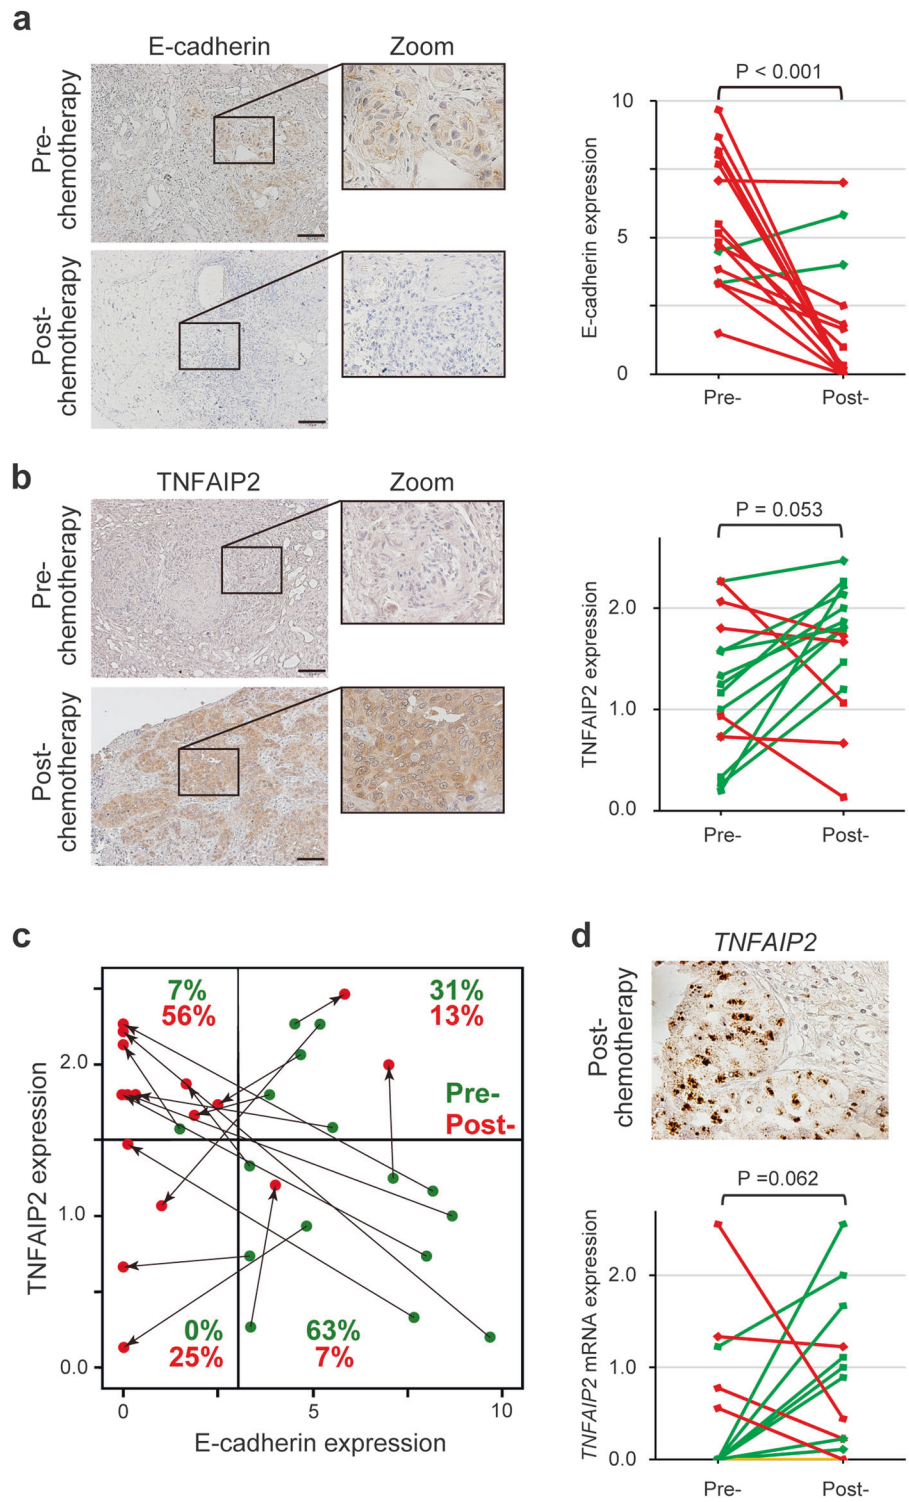 a
E-cadherin
Zoom
Pre-
chemotherapy
Post-
chemotherapy
P < 0.001
E-cadherin expression
10
5
0
Pre-
Post-
b
TNFAIP2
Zoom
Pre-
chemotherapy
Post-
chemotherapy
P = 0.053
TNFAIP2 expression
2.0
1.0
0.0
Pre-
Post-
c
TNFAIP2 expression
2.0
1.0
0.0
7%
56%
31%
13%
Pre-
Post-
0%
25%
63%
7%
0
5
10
E-cadherin expression
d
TNFAIP2
Post-
chemotherapy
P =0.062
TNFAIP2 mRNA expression
2.0
1.0
0.0
Pre-
Post-